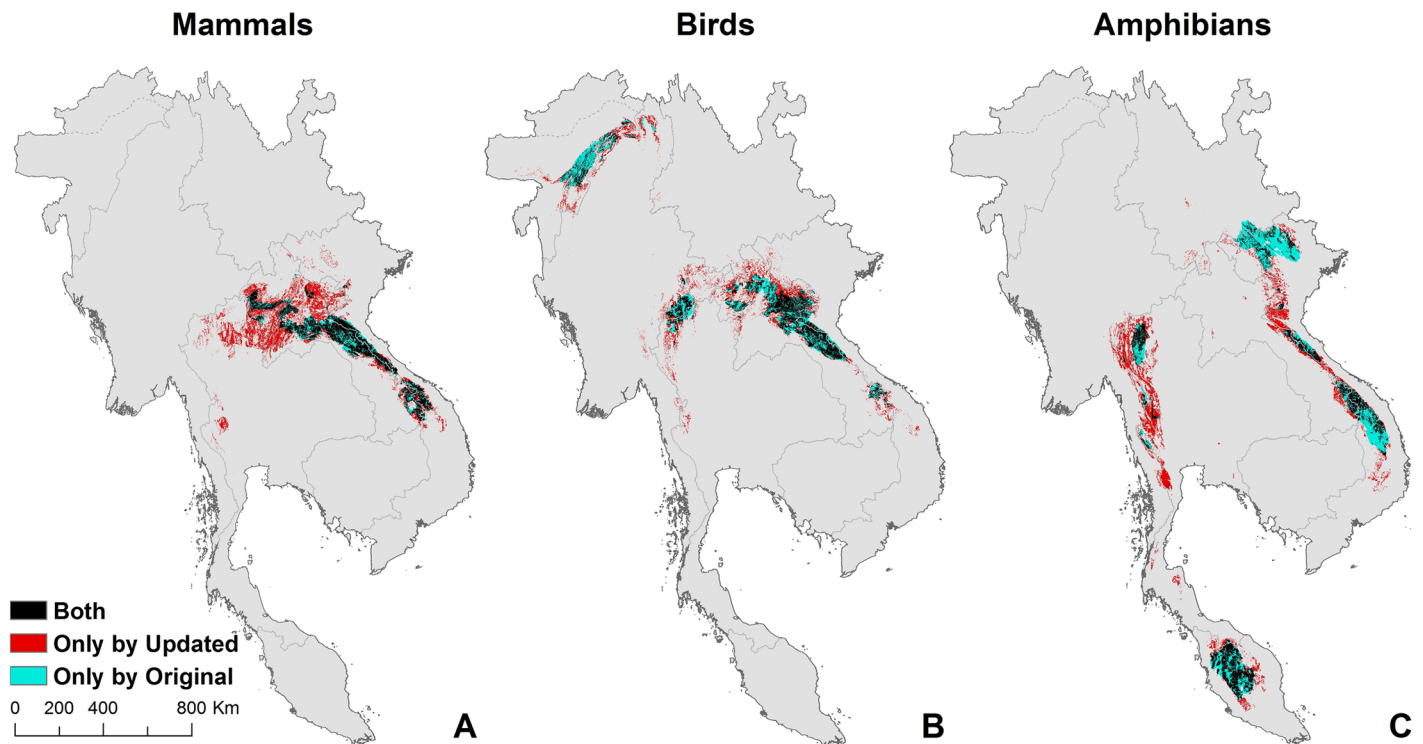 Mammals
Birds
Amphibians
Both
Only by Updated
Only by Original
0 200 400 800 Km
A
B
C